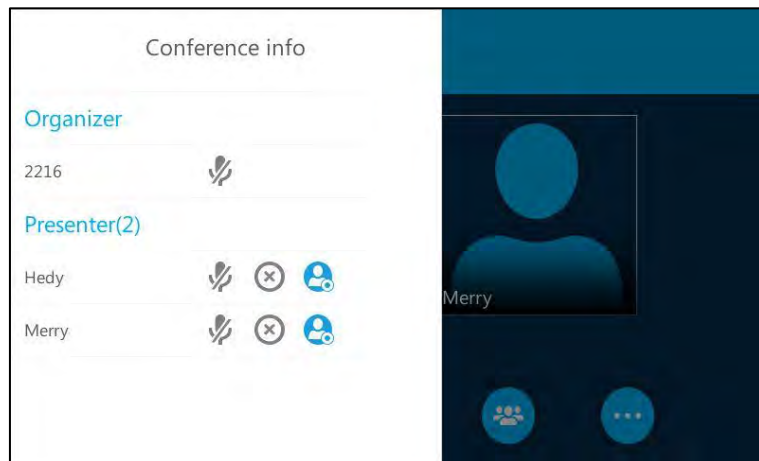 Conference info
Organizer
2216
Presenter(2)
Hedy
Merry
Merry